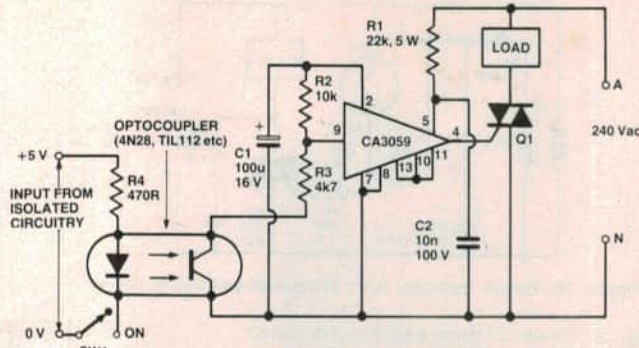 R1
22k, 5 W
LOAD
A
R2
10k
2
5
OPTOCOUPLER
(4N28, TIL112 etc)
+
9
CA3059
4
Q1
240 Vac
+5 V
C1
100u
16 V
R3
4k7
7
8
13
10
11
INPUT FROM
ISOLATED
CIRCUITRY
R4
470R
C2
10n
100 V
N
0 V
ON